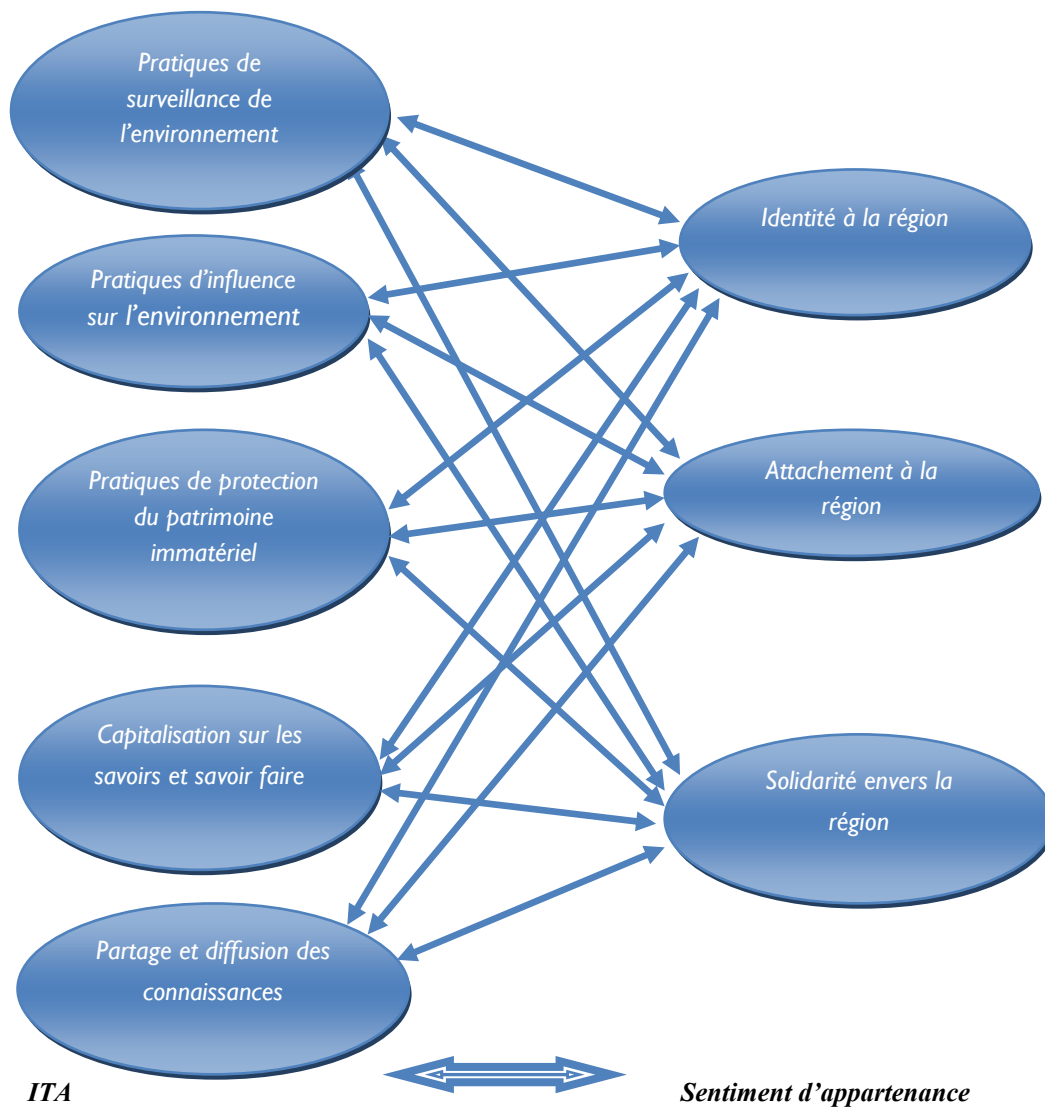 Pratiques de
surveillance de
l’environnement
Pratiques d’influence
sur l’environnement
Pratiques de protection
du patrimoine
immatériel
Capitalisation sur les
savoirs et savoir faire
Partage et diffusion des
connaissances
Identité à la région
Attachement à la
région
Solidarité envers la
région
ITA
Sentiment d’appartenance